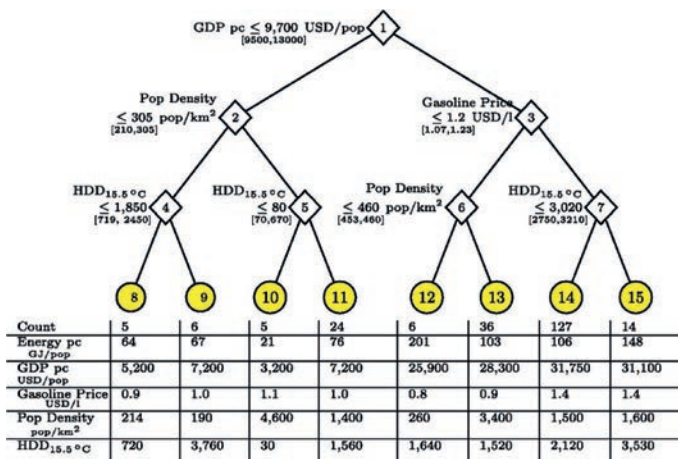 GDP pc ≤ 9,700 USD/pop
[9500,13000]
1
Pop Density
≤ 305 pop/km²
[210,305]
2
Gasoline Price
≤ 1.2 USD/l
[1.07,1.23]
3
HDD15.5°C
≤ 1,850
[719, 2450]
4
HDD15.5°C
≤ 80
[70,670]
5
Pop Density
≤ 460 pop/km²
[453,460]
6
HDD15.5°C
≤ 3,020
[2750,3210]
7
8 9 10 11 12 13 14 15
Count 5 6 5 24 6 36 127 14
Energy pc 64 67 21 76 201 103 106 148
GJ/pop
GDP pc 5,200 7,200 3,200 7,200 25,900 28,300 31,750 31,100
USD/pop
Gasoline Price 0.9 1.0 1.1 1.0 0.8 0.9 1.4 1.4
USD/l
Pop Density 214 190 4,600 1,400 260 3,400 1,500 1,600
pop/km²
HDD15.5°C 720 3,760 30 1,560 1,640 1,520 2,120 3,530